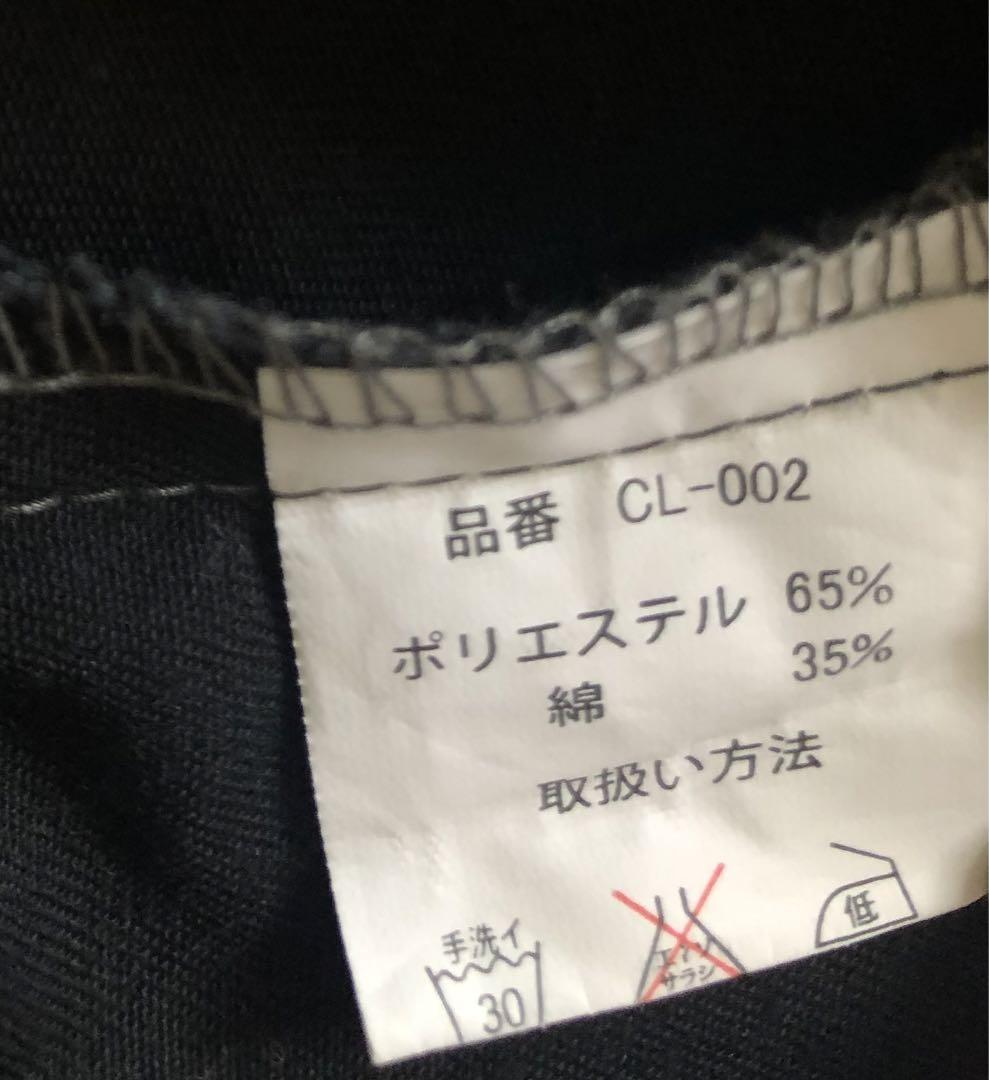 品番 CL-002
ポリエステル 65%
綿 35%
取扱い方法
手洗イ
30
エンソ
サラシ
低